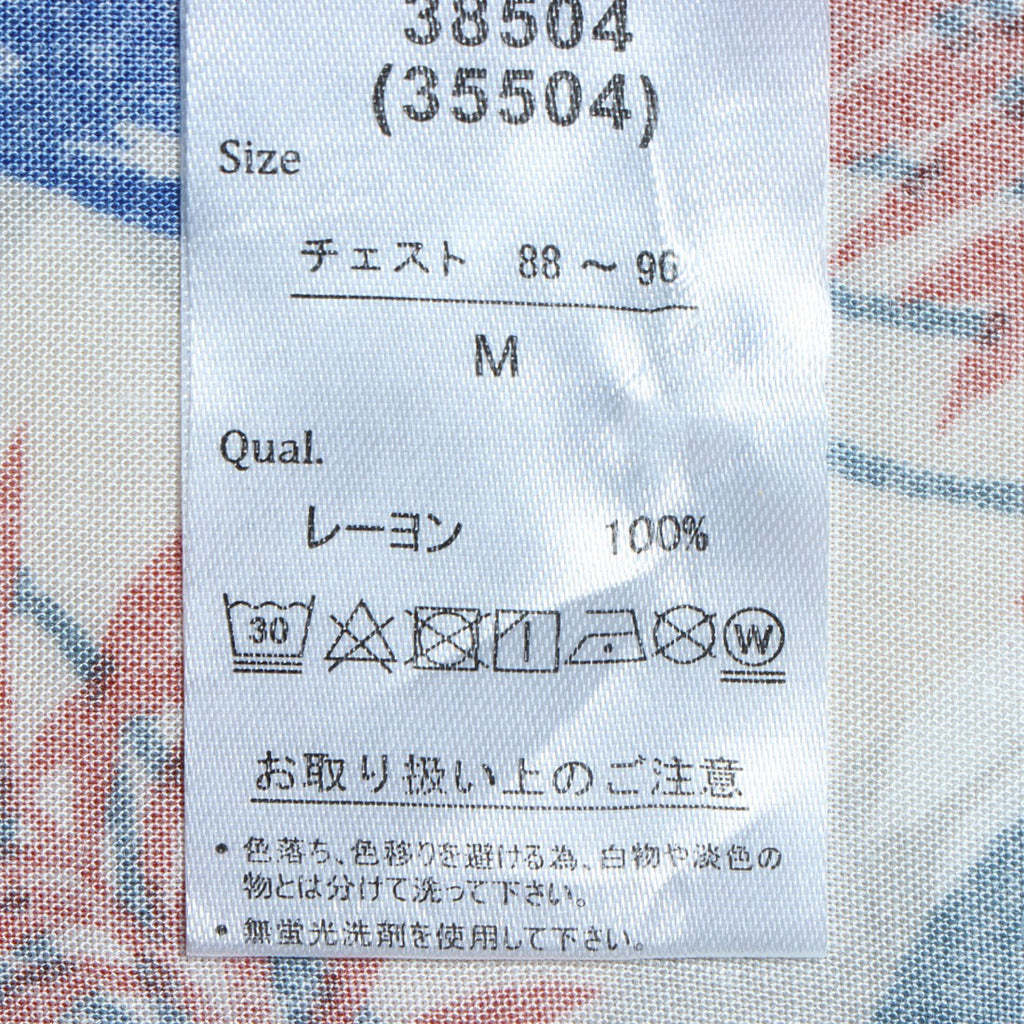 38504
(35504)
Size
チェスト 88 ～ 96
M
Qual.
レーヨン 100%
30 1 W
お取り扱い上のご注意
• 色落ち、色移りを避ける為、白物や淡色の
物とは分けて洗って下さい。
• 無蛍光洗剤を使用して下さい。